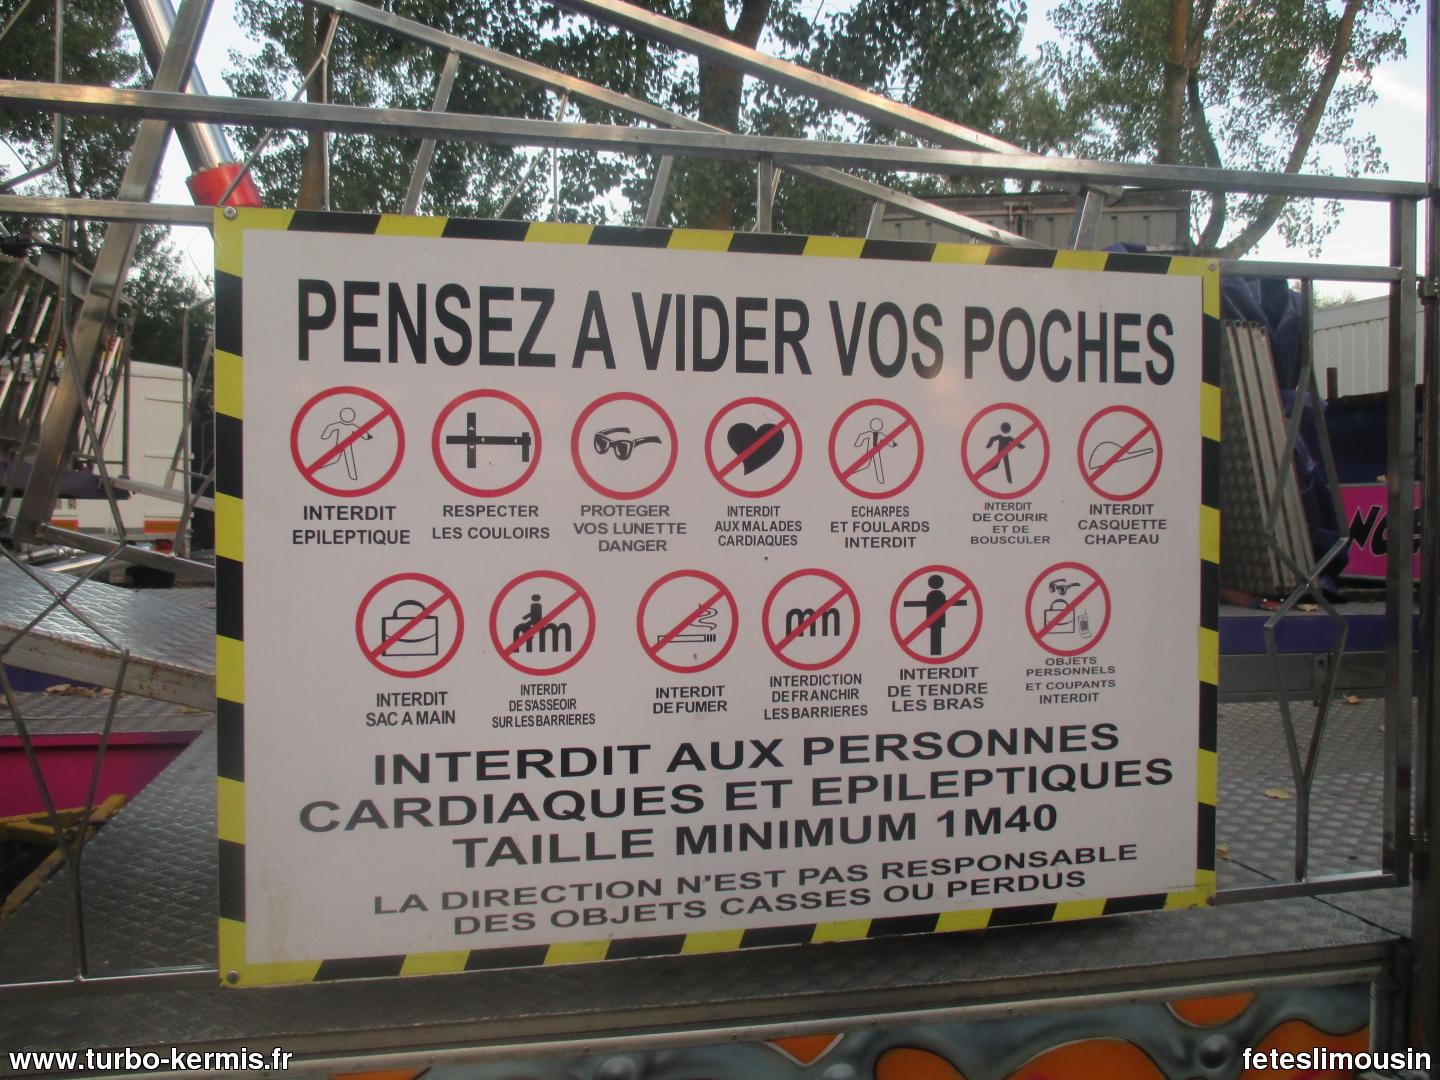 PENSEZ A VIDER VOS POCHES
INTERDIT
EPILEPTIQUE
RESPECTER
LES COULOIRS
PROTEGER
VOS LUNETTE
DANGER
INTERDIT
AUX MALADES
CARDIAQUES
ECHARPES
ET FOULARDS
INTERDIT
INTERDIT
DE COURIR
ET DE
BOUSCULER
INTERDIT
CASQUETTE
CHAPEAU
INTERDIT
SAC A MAIN
INTERDIT
DE S'ASSEOIR
SUR LES BARRIERES
INTERDIT
DE FUMER
INTERDICTION
DE FRANCHIR
LES BARRIERES
INTERDIT
DE TENDRE
LES BRAS
OBJETS
PERSONNELS
ET COUPANTS
INTERDIT
INTERDIT AUX PERSONNES
CARDIAQUES ET EPILEPTIQUES
TAILLE MINIMUM 1M40
LA DIRECTION N'EST PAS RESPONSABLE
DES OBJETS CASSES OU PERDUS
www.turbo-kermis.fr
feteslimousin